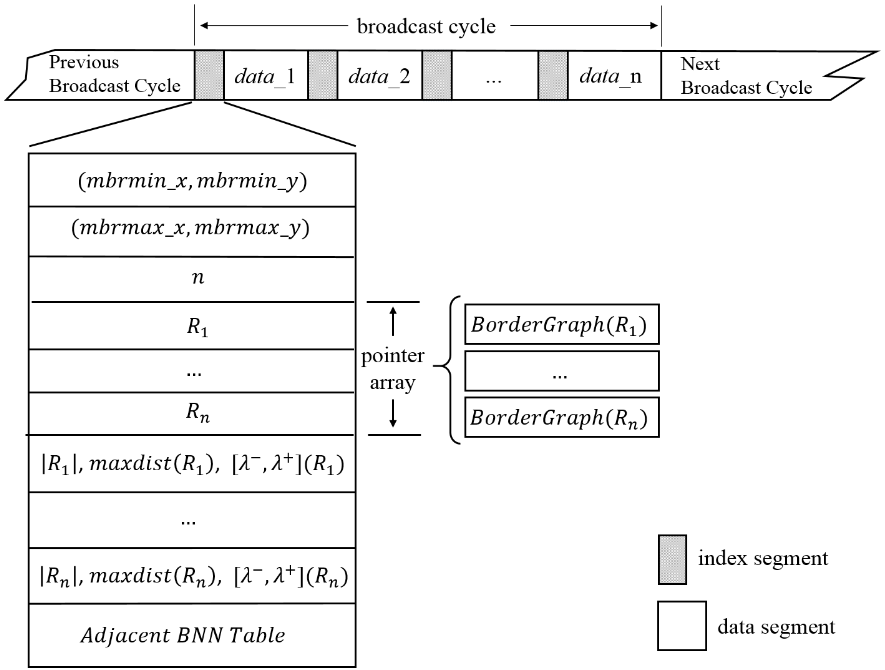 broadcast cycle
Previous
Broadcast Cycle
data_1
data_2
...
data_n
Next
Broadcast Cycle
(mbrmin_x, mbrmin_y)
(mbrmax_x, mbrmax_y)
n
R₁
...
Rₙ
pointer
array
BorderGraph(R₁)
...
BorderGraph(Rₙ)
|R₁|, maxdist(R₁), [λ⁻, λ⁺](R₁)
...
|Rₙ|, maxdist(Rₙ), [λ⁻, λ⁺](Rₙ)
Adjacent BNN Table
index segment
data segment